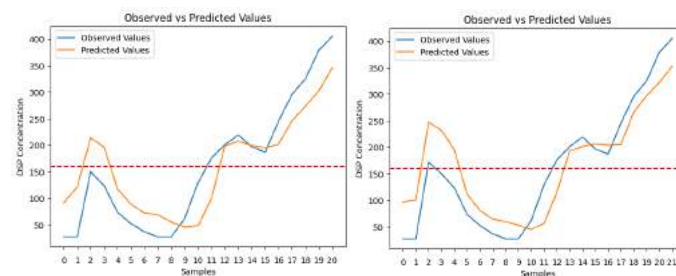 Observed vs Predicted Values
Observed Values
Predicted Values
DSP Concentration
400
350
300
250
200
150
100
50
0 1 2 3 4 5 6 7 8 9 10 11 12 13 14 15 16 17 18 19 20
Samples
Observed vs Predicted Values
Observed Values
Predicted Values
DSP Concentration
400
350
300
250
200
150
100
50
0 1 2 3 4 5 6 7 8 9 10 11 12 13 14 15 16 17 18 19 20 21
Samples